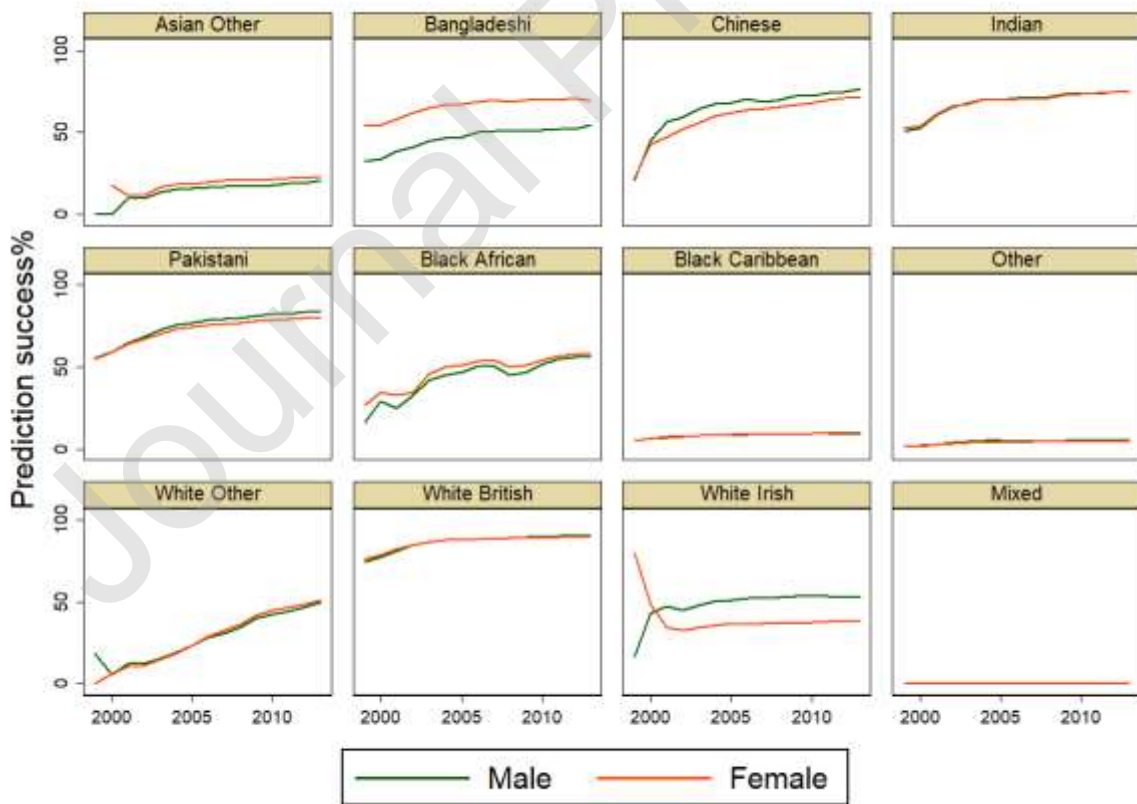 Asian Other Bangladeshi Chinese Indian
100
50
0
Pakistani Black African Black Caribbean Other
100
50
0
White Other White British White Irish Mixed
100
50
0
2000 2005 2010 2000 2005 2010 2000 2005 2010 2000 2005 2010
Prediction success%
Male Female
Journal Pr